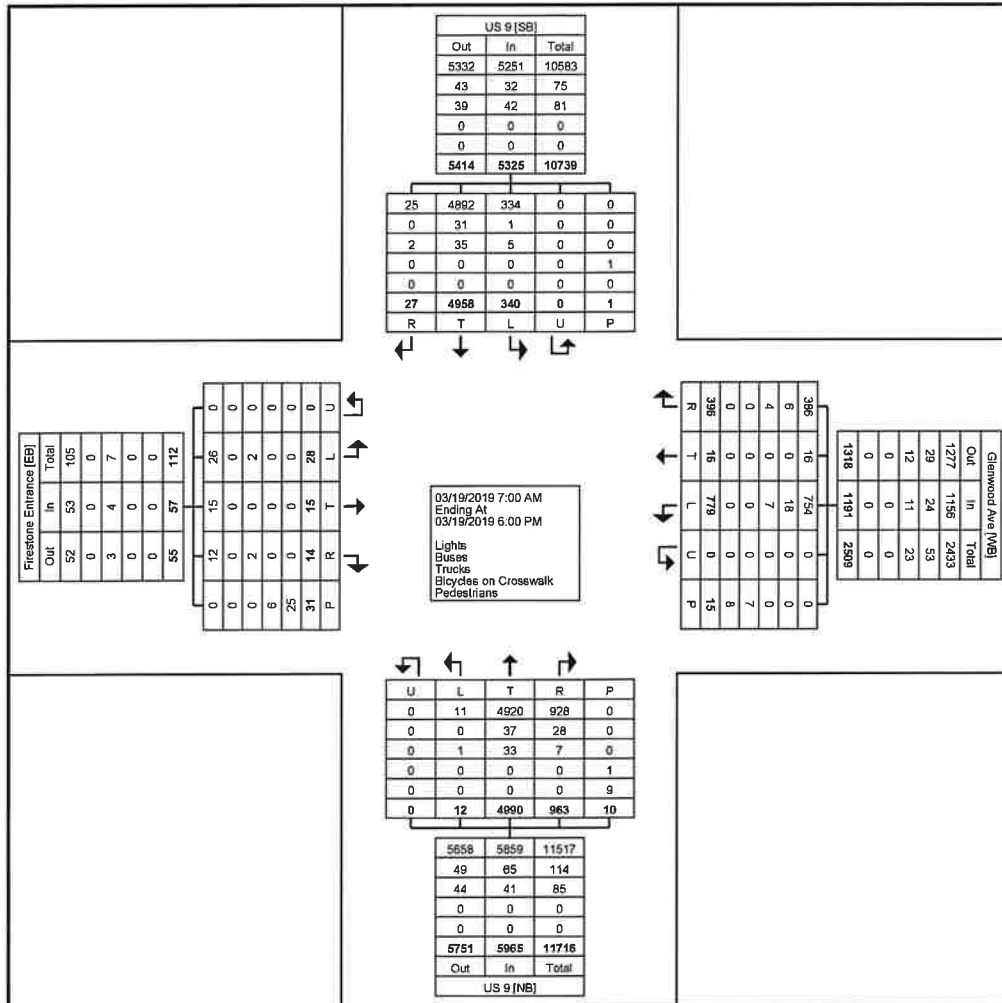 US 9 [SB]
Out In Total
5332 5251 10583
43 32 75
39 42 81
0 0 0
0 0 0
5414 5325 10739
25 4892 334 0 0
0 31 1 0 0
2 35 5 0 0
0 0 0 0 1
0 0 0 0 0
27 4958 340 0 1
R T L U P
Firestone Entrance [EB]
Total 105 0 7 0 0 112
In 53 0 4 0 0 57
Out 52 0 3 0 0 55
0 0 0 0 0 0 U
26 0 2 0 0 28 L
15 0 0 0 0 15 T
12 0 2 0 0 14 R
0 0 0 6 25 31 P
03/19/2019 7:00 AM
Ending At
03/19/2019 6:00 PM
Lights
Buses
Trucks
Bicycles on Crosswalk
Pedestrians
R 396 0 0 4 6 386
T 16 0 0 0 0 16
L 779 0 0 7 18 754
U 0 0 0 0 0 0
P 15 8 7 0 0 0
Glenwood Ave [WB]
1318 0 0 12 29 1277 Out
1191 0 0 11 24 1156 In
2509 0 0 23 53 2433 Total
U L T R P
0 11 4920 928 0
0 0 37 28 0
0 1 33 7 0
0 0 0 0 1
0 0 0 0 9
0 12 4990 963 10
5658 5859 11517
49 65 114
44 41 85
0 0 0
0 0 0
5751 5965 11716
Out In Total
US 9 [NB]